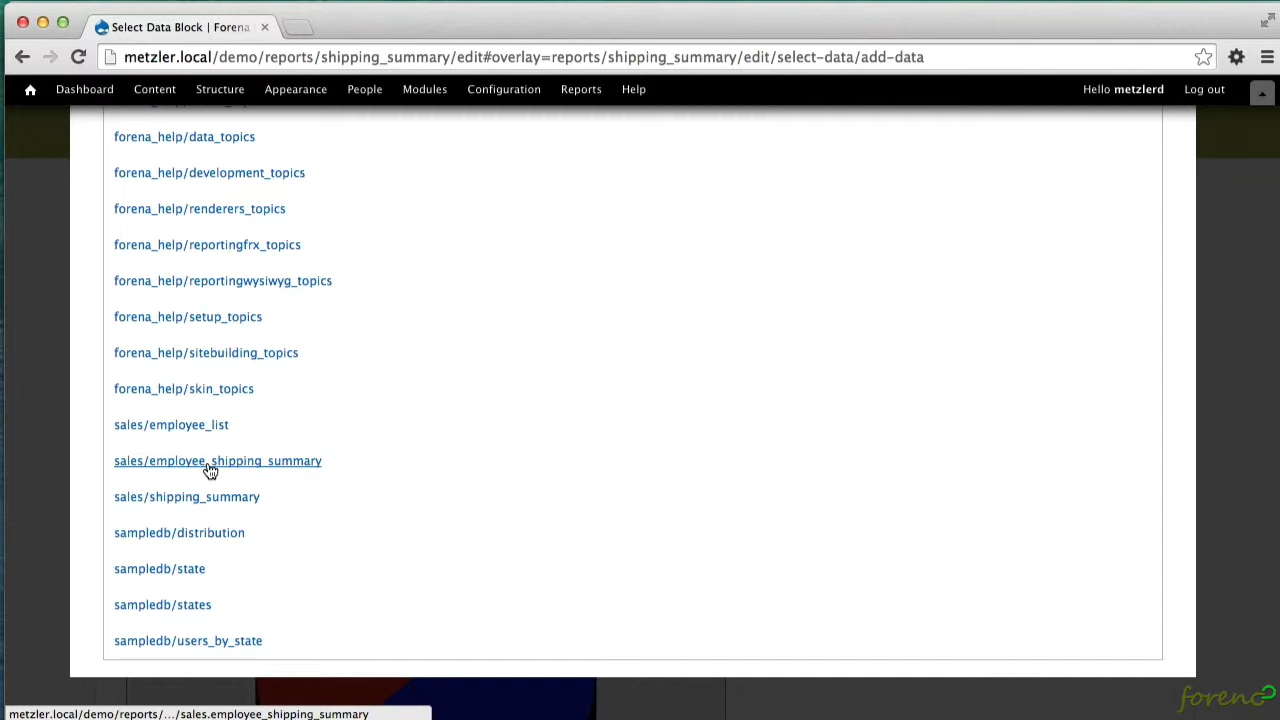 Select Data Block | Forena
metzler.local/demo/reports/shipping_summary/edit#overlay=reports/shipping_summary/edit/select-data/add-data
Dashboard Content Structure Appearance People Modules Configuration Reports Help Hello metzlerd Log out
forena_help/data_topics
forena_help/development_topics
forena_help/renderers_topics
forena_help/reportingfrx_topics
forena_help/reportingwysiwyg_topics
forena_help/setup_topics
forena_help/sitebuilding_topics
forena_help/skin_topics
sales/employee_list
sales/employee_shipping_summary
sales/shipping_summary
sampledb/distribution
sampledb/state
sampledb/states
sampledb/users_by_state
metzler.local/demo/reports/.../sales.employee_shipping_summary